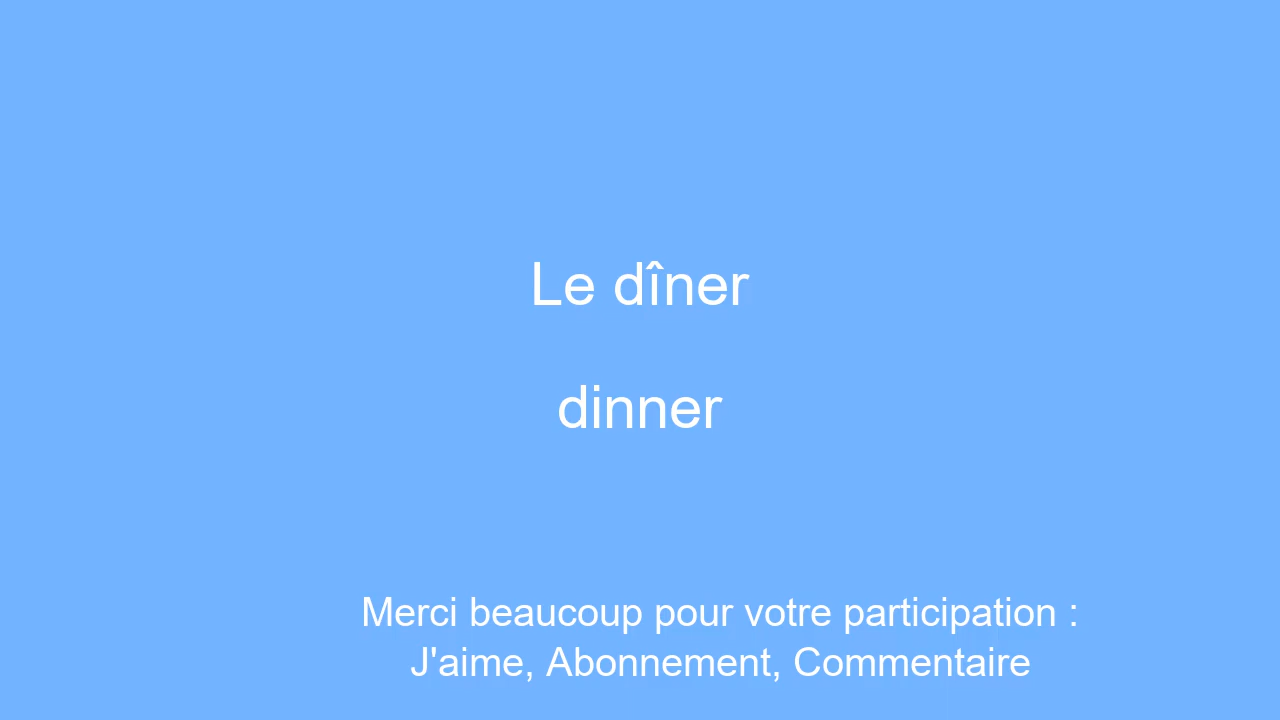 Le dîner
dinner
Merci beaucoup pour votre participation :
J'aime, Abonnement, Commentaire